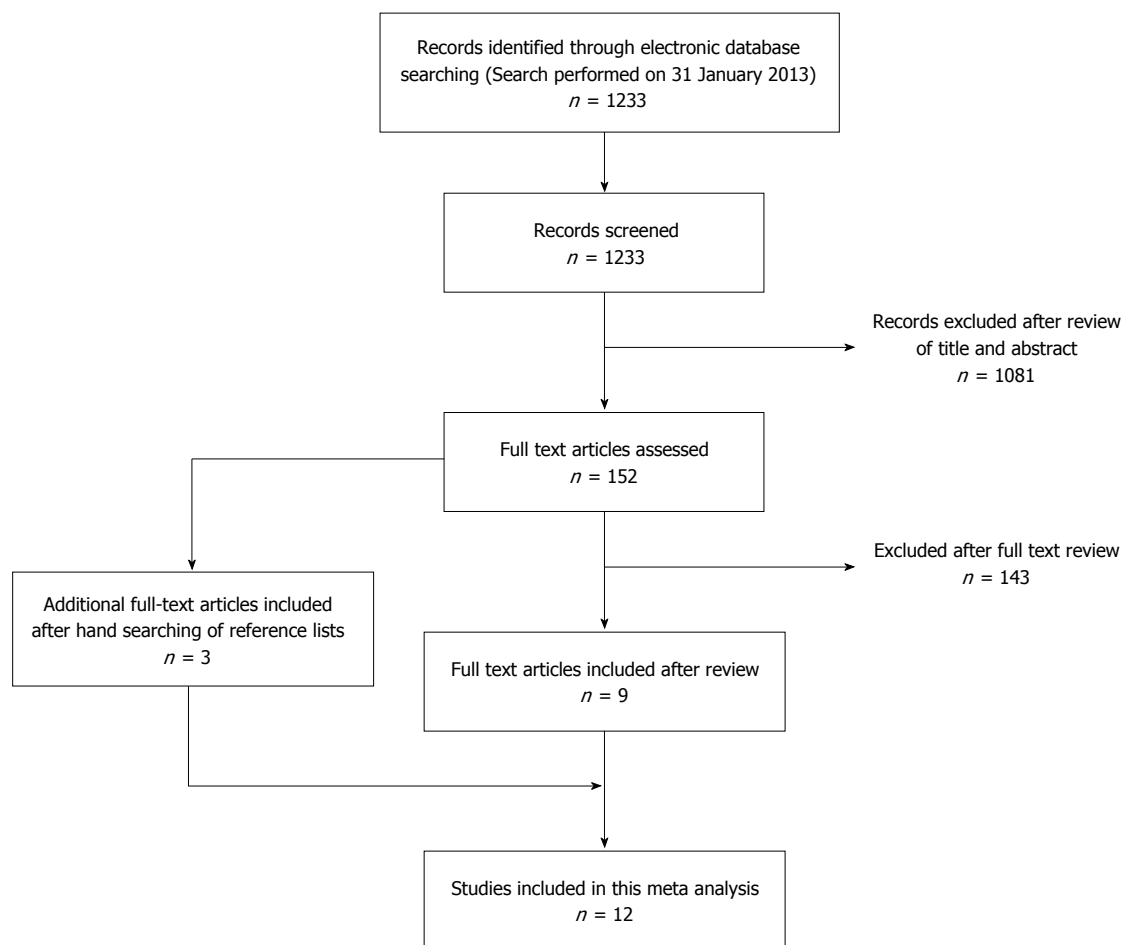 Records identified through electronic database
searching (Search performed on 31 January 2013)
n = 1233
Records screened
n = 1233
Records excluded after review
of title and abstract
n = 1081
Full text articles assessed
n = 152
Excluded after full text review
n = 143
Additional full-text articles included
after hand searching of reference lists
n = 3
Full text articles included after review
n = 9
Studies included in this meta analysis
n = 12